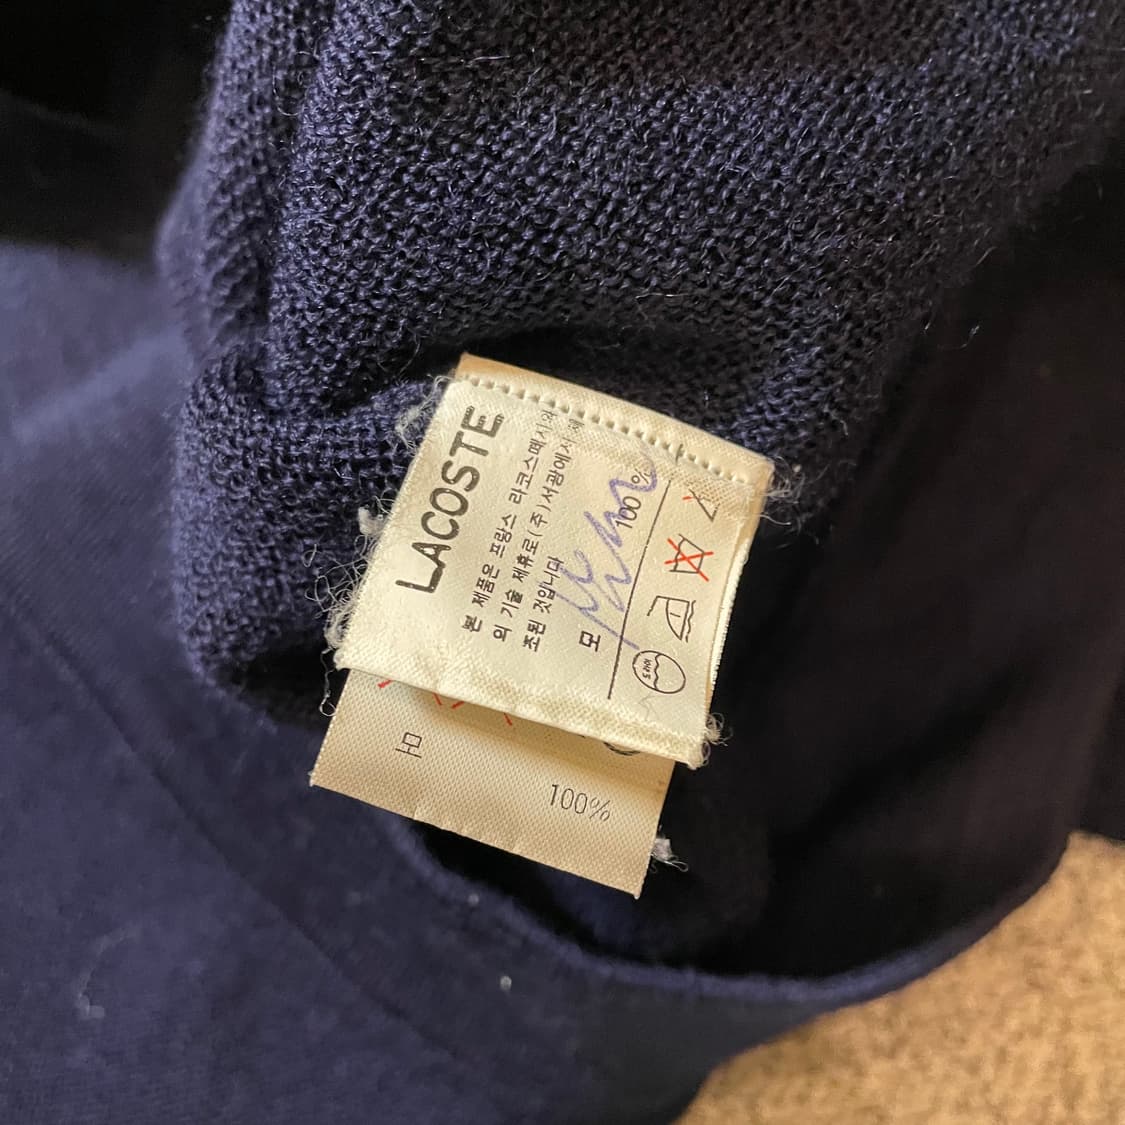 LACOSTE
본 제품은 프랑스 라코스떼사와
의 기술 제휴로(주)서광에서 제
조된 것입니다
모 100%
모
100%